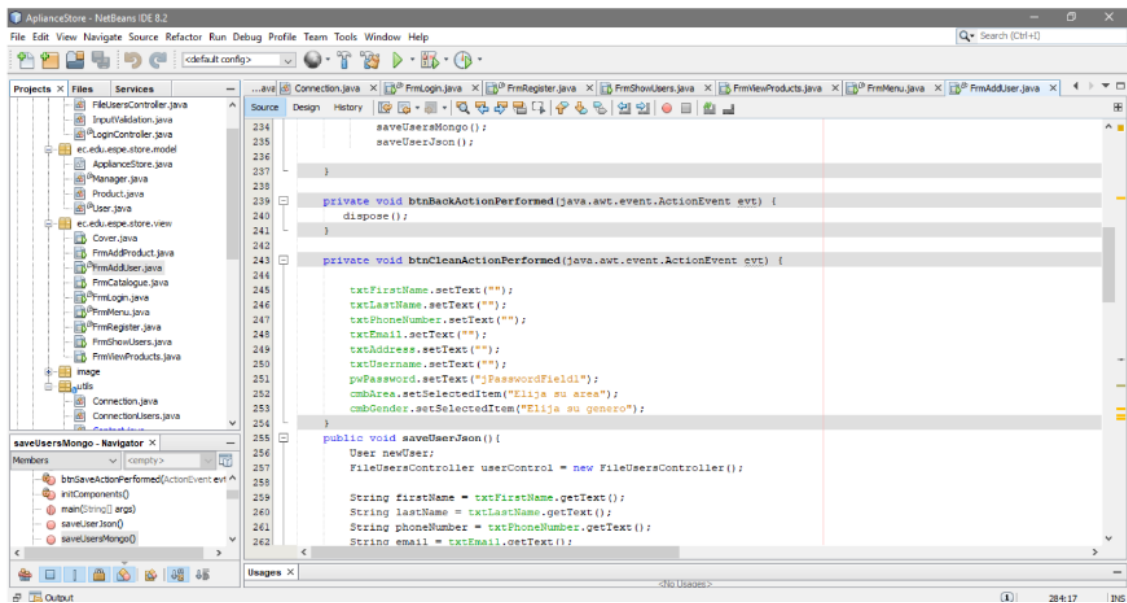 AplianceStore - NetBeans IDE 8.2
File Edit View Navigate Source Refactor Run Debug Profile Team Tools Window Help
Search (Ctrl+I)
<default config>
Projects × Files Services
...ava Connection.java × FrmLogin.java × FrmRegister.java × FrmShowUsers.java × FrmViewProducts.java × FrmMenu.java × FrmAddUser.java ×
Source Design History
FileUsersController.java
InputValidation.java
LoginController.java
ec.edu.espe.store.model
ApplianceStore.java
Manager.java
Product.java
User.java
ec.edu.espe.store.view
Cover.java
FrmAddProduct.java
FrmAddUser.java
FrmCatalogue.java
FrmLogin.java
FrmMenu.java
FrmRegister.java
FrmShowUsers.java
FrmViewProducts.java
image
utils
Connection.java
ConnectionUsers.java
saveUsersMongo - Navigator ×
Members <empty>
btnSaveActionPerformed(ActionEvent evt
initComponents()
main(String[] args)
saveUserJson()
saveUsersMongo()
234 saveUsersMongo();
235 saveUserJson();
236
237 }
238
239 private void btnBackActionPerformed(java.awt.event.ActionEvent evt) {
240 dispose();
241 }
242
243 private void btnCleanActionPerformed(java.awt.event.ActionEvent evt) {
244
245 txtFirstName.setText("");
246 txtLastName.setText("");
247 txtPhoneNumber.setText("");
248 txtEmail.setText("");
249 txtAddress.setText("");
250 txtUsername.setText("");
251 pwPassword.setText("jPasswordField1");
252 cmbArea.setSelectedItem("Elija su area");
253 cmbGender.setSelectedItem("Elija su genero");
254 }
255 public void saveUserJson(){
256 User newUser;
257 FileUsersController userControl = new FileUsersController();
258
259 String firstName = txtFirstName.getText();
260 String lastName = txtLastName.getText();
261 String phoneNumber = txtPhoneNumber.getText();
262 String email = txtEmail.getText();
Usages ×
<No Usages>
Output
1 284:17 INS